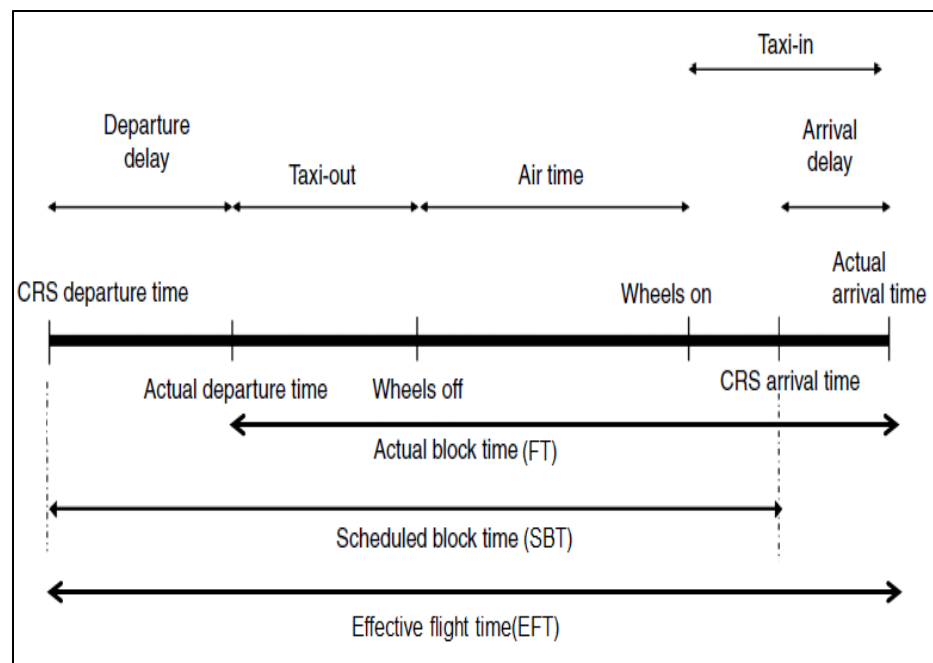 Taxi-in
Departure
delay
Arrival
delay
Taxi-out
Air time
Actual
arrival time
CRS departure time
Wheels on
Actual departure time
Wheels off
CRS arrival time
Actual block time (FT)
Scheduled block time (SBT)
Effective flight time(EFT)